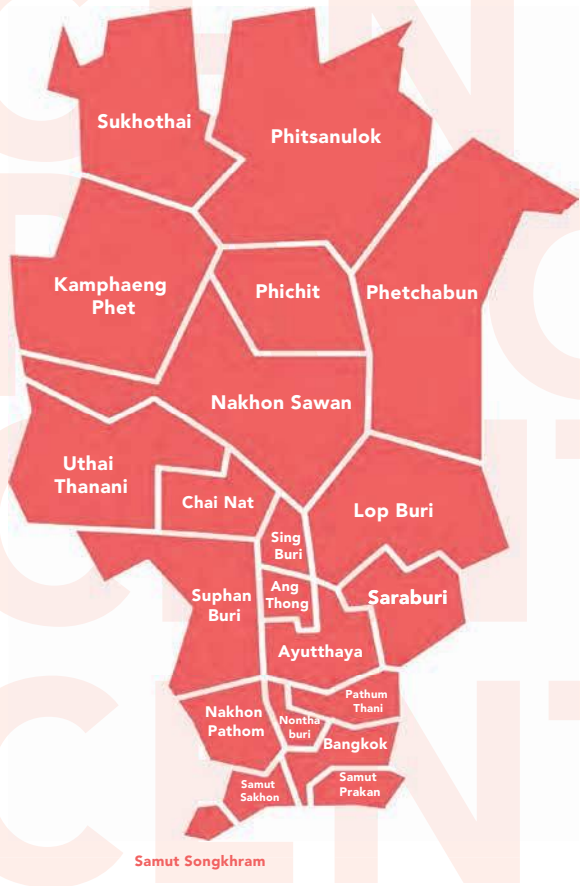 Sukhothai
Phitsanulok
Kamphaeng
Phet
Phichit
Phetchabun
Nakhon Sawan
Uthai
Thanani
Chai Nat
Lop Buri
Sing
Buri
Ang
Thong
Suphan
Buri
Saraburi
Ayutthaya
Pathum
Thani
Nakhon
Pathom
Nontha
buri
Bangkok
Samut
Sakhon
Samut
Prakan
Samut Songkhram